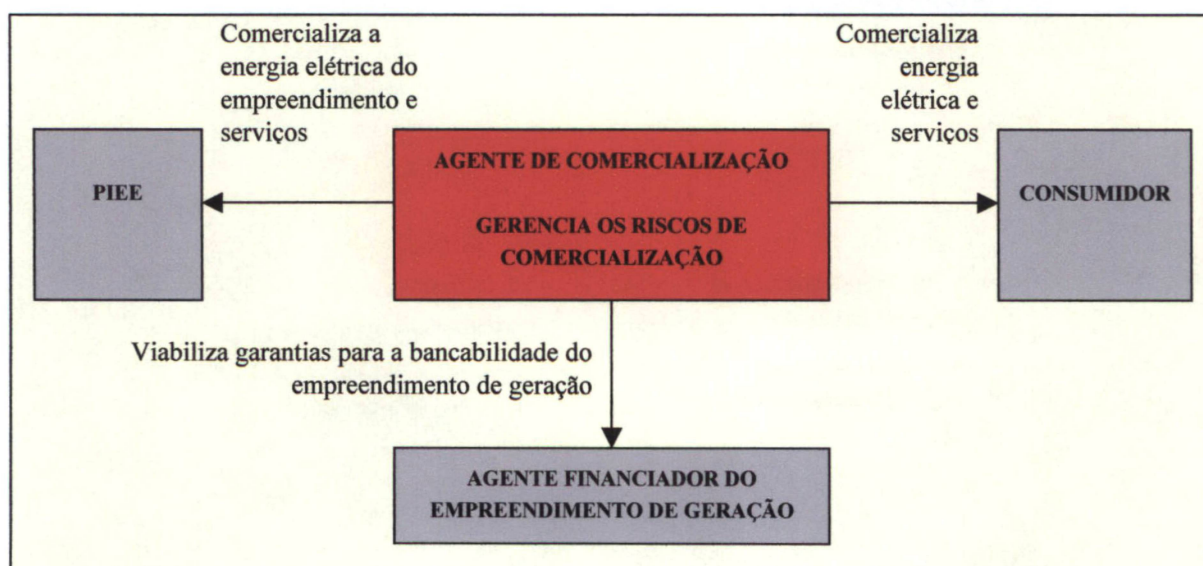 Comercializa a
energia elétrica do
empreendimento e
serviços
Comercializa
energia
elétrica e
serviços
PIEE
AGENTE DE COMERCIALIZAÇÃO
GERENCIA OS RISCOS DE
COMERCIALIZAÇÃO
CONSUMIDOR
Viabiliza garantias para a bancabilidade do
empreendimento de geração
AGENTE FINANCIADOR DO
EMPREENDIMENTO DE GERAÇÃO